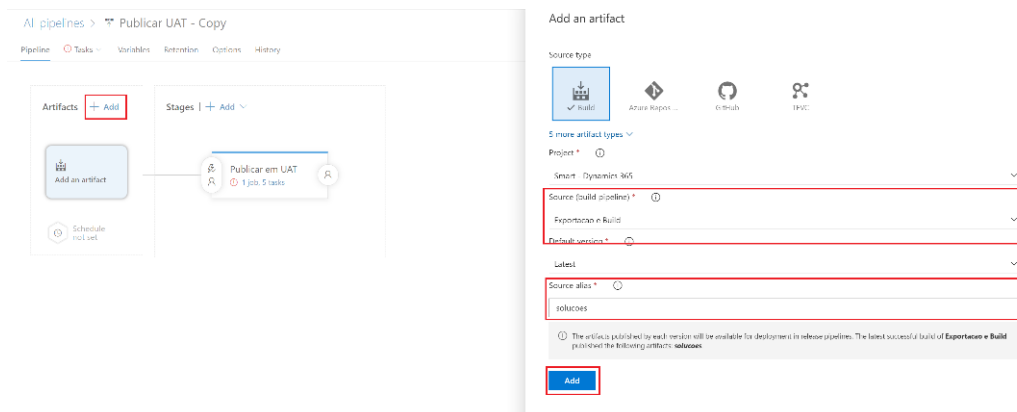 All pipelines > Publicar UAT - Copy
Pipeline Tasks Variables Retention Options History
Artifacts + Add
Stages | + Add
Add an artifact
Schedule
not set
Publicar em UAT
1 job, 5 tasks
Add an artifact
Source type
Build
Azure Repos ...
GitHub
TFVC
5 more artifact types
Project *
Smart - Dynamics 365
Source (build pipeline) *
Exportacao e Build
Default version *
Latest
Source alias *
solucoes
The artifacts published by each version will be available for deployment in release pipelines. The latest successful build of Exportacao e Build
published the following artifacts: solucoes
Add